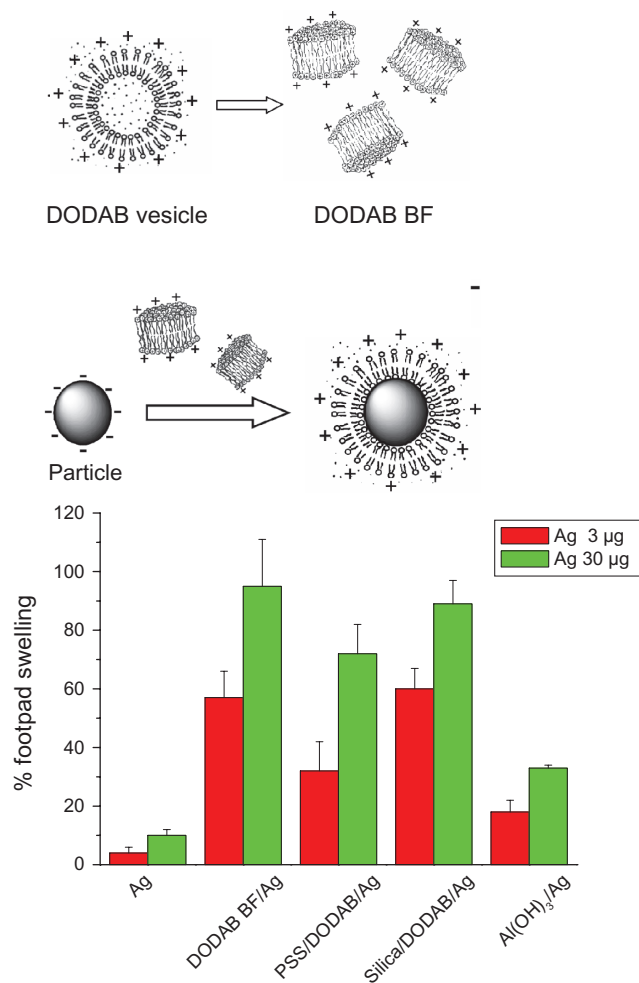 DODAB vesicle
DODAB BF
Particle
120
100
80
60
40
20
0
% footpad swelling
Ag 3 µg
Ag 30 µg
Ag
DODAB BF/Ag
PSS/DODAB/Ag
Silica/DODAB/Ag
Al(OH)₃/Ag